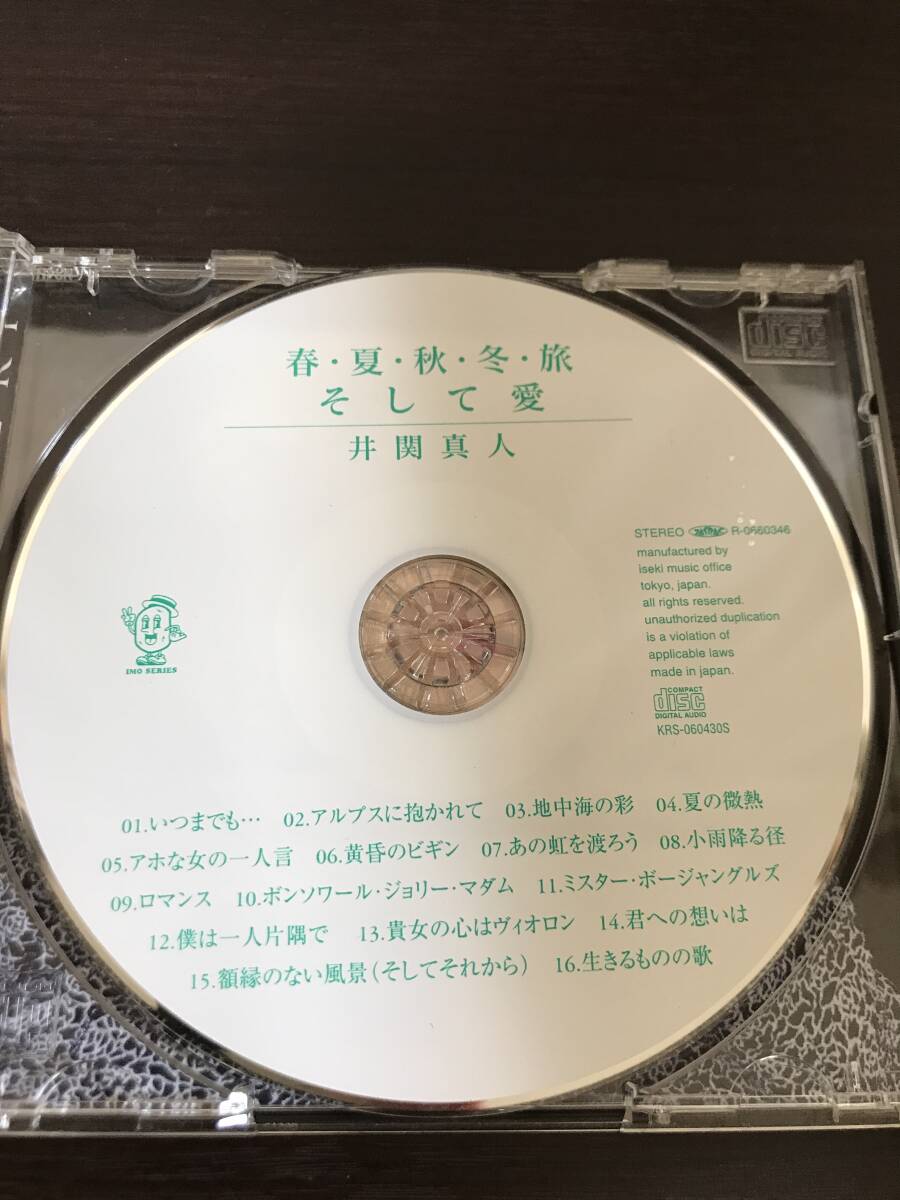 春・夏・秋・冬・旅
そして愛
井関真人
STEREO R-0660346
manufactured by
iseki music office
tokyo, japan.
all rights reserved.
unauthorized duplication
is a violation of
applicable laws
made in japan.
COMPACT
disc
DIGITAL AUDIO
KRS-060430S
IMO SERIES
01.いつまでも… 02.アルプスに抱かれて 03.地中海の彩 04.夏の微熱
05.アホな女の一人言 06.黄昏のビギン 07.あの虹を渡ろう 08.小雨降る径
09.ロマンス 10.ボンソワール・ジョリー・マダム 11.ミスター・ボージャングルズ
12.僕は一人片隅で 13.貴女の心はヴィオロン 14.君への想いは
15.額縁のない風景(そしてそれから) 16.生きるものの歌
disc